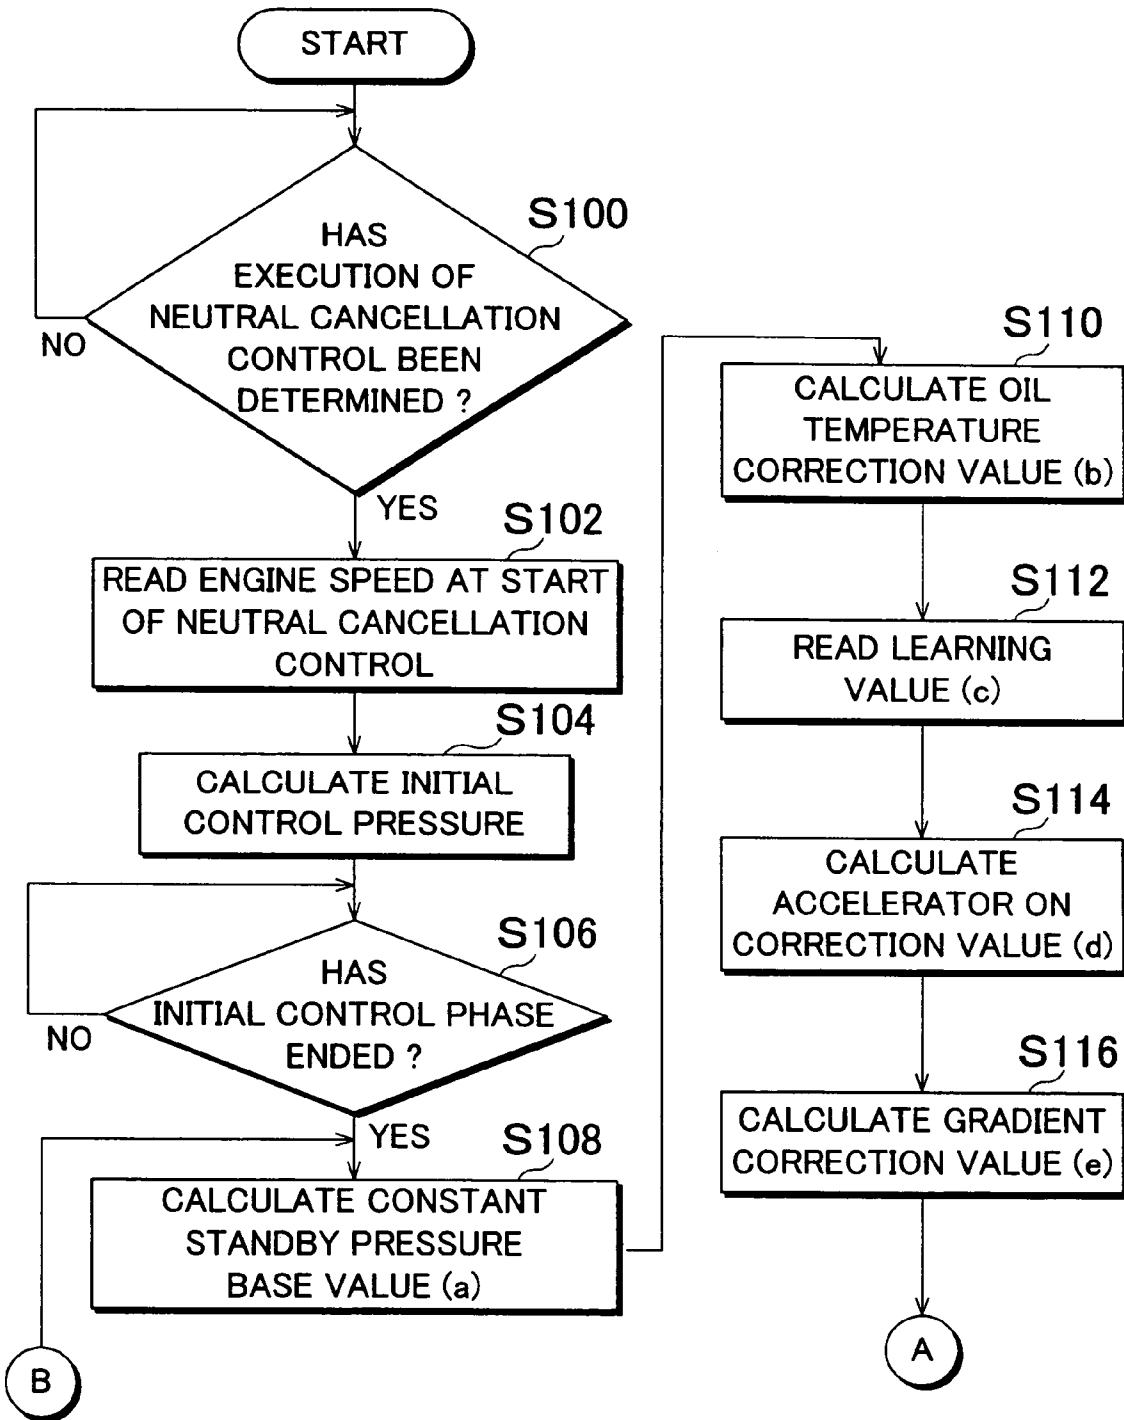 START
S100
HAS
EXECUTION OF
NEUTRAL CANCELLATION
CONTROL BEEN
DETERMINED ?
NO
YES
S102
READ ENGINE SPEED AT START
OF NEUTRAL CANCELLATION
CONTROL
S104
CALCULATE INITIAL
CONTROL PRESSURE
S106
HAS
INITIAL CONTROL PHASE
ENDED ?
NO
YES
S108
CALCULATE CONSTANT
STANDBY PRESSURE
BASE VALUE (a)
B
S110
CALCULATE OIL
TEMPERATURE
CORRECTION VALUE (b)
S112
READ LEARNING
VALUE (c)
S114
CALCULATE
ACCELERATOR ON
CORRECTION VALUE (d)
S116
CALCULATE GRADIENT
CORRECTION VALUE (e)
A